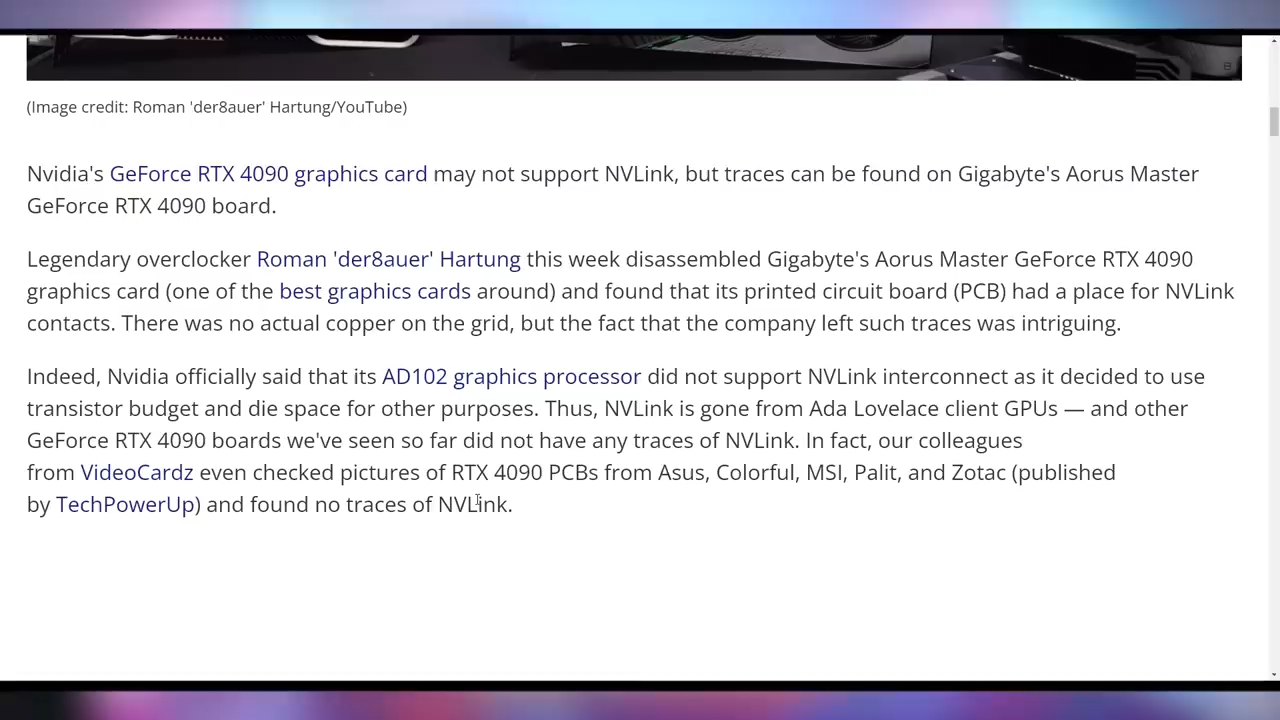 (Image credit: Roman 'der8auer' Hartung/YouTube)
Nvidia's GeForce RTX 4090 graphics card may not support NVLink, but traces can be found on Gigabyte's Aorus Master
GeForce RTX 4090 board.
Legendary overclocker Roman 'der8auer' Hartung this week disassembled Gigabyte's Aorus Master GeForce RTX 4090
graphics card (one of the best graphics cards around) and found that its printed circuit board (PCB) had a place for NVLink
contacts. There was no actual copper on the grid, but the fact that the company left such traces was intriguing.
Indeed, Nvidia officially said that its AD102 graphics processor did not support NVLink interconnect as it decided to use
transistor budget and die space for other purposes. Thus, NVLink is gone from Ada Lovelace client GPUs — and other
GeForce RTX 4090 boards we've seen so far did not have any traces of NVLink. In fact, our colleagues
from VideoCardz even checked pictures of RTX 4090 PCBs from Asus, Colorful, MSI, Palit, and Zotac (published
by TechPowerUp) and found no traces of NVLink.